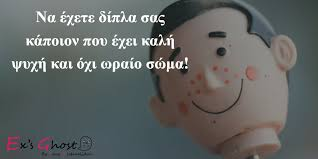 Να έχετε δίπλα σας
κάποιον που έχει καλή
ψυχή και όχι ωραίο σώμα!
Ex's Ghost